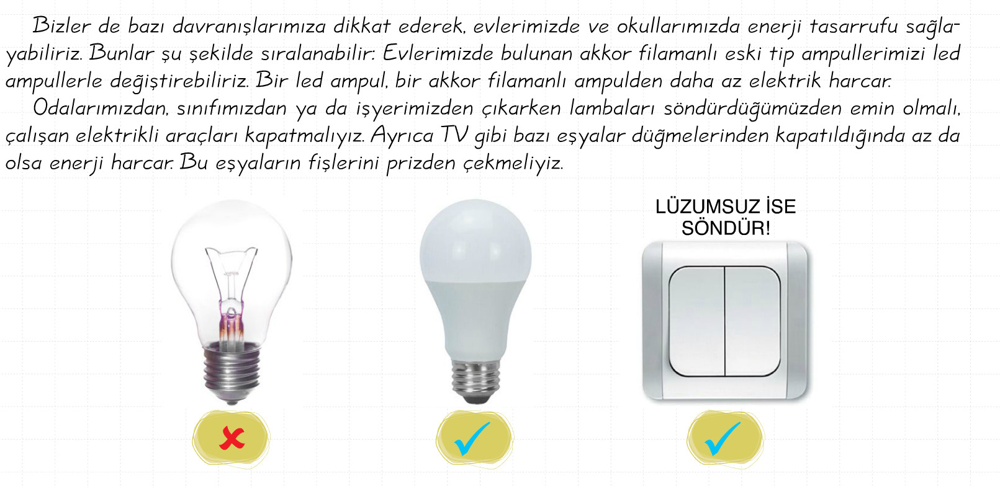 Bizler de bazı davranışlarımıza dikkat ederek, evlerimizde ve okullarımızda enerji tasarrufu sağla-
yabiliriz. Bunlar şu şekilde sıralanabilir: Evlerimizde bulunan akkor filamanlı eski tip ampullerimizi led
ampullerle değiştirebiliriz. Bir led ampul, bir akkor filamanlı ampulden daha az elektrik harcar.
Odalarımızdan, sınıfımızdan ya da işyerimizden çıkarken lambaları söndürdüğümüzden emin olmalı,
çalışan elektrikli araçları kapatmalıyız. Ayrıca TV gibi bazı eşyalar düğmelerinden kapatıldığında az da
olsa enerji harcar. Bu eşyaların fişlerini prizden çekmeliyiz.
LÜZUMSUZ İSE
SÖNDÜR!